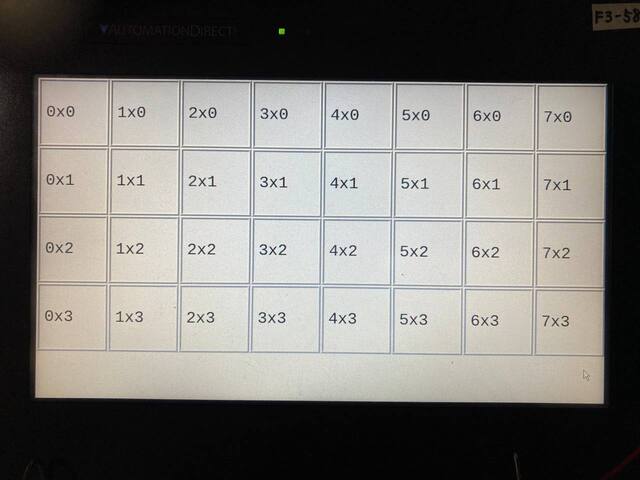 AUTOMATIONDIRECT
F3-58
0x0 1x0 2x0 3x0 4x0 5x0 6x0 7x0
0x1 1x1 2x1 3x1 4x1 5x1 6x1 7x1
0x2 1x2 2x2 3x2 4x2 5x2 6x2 7x2
0x3 1x3 2x3 3x3 4x3 5x3 6x3 7x3